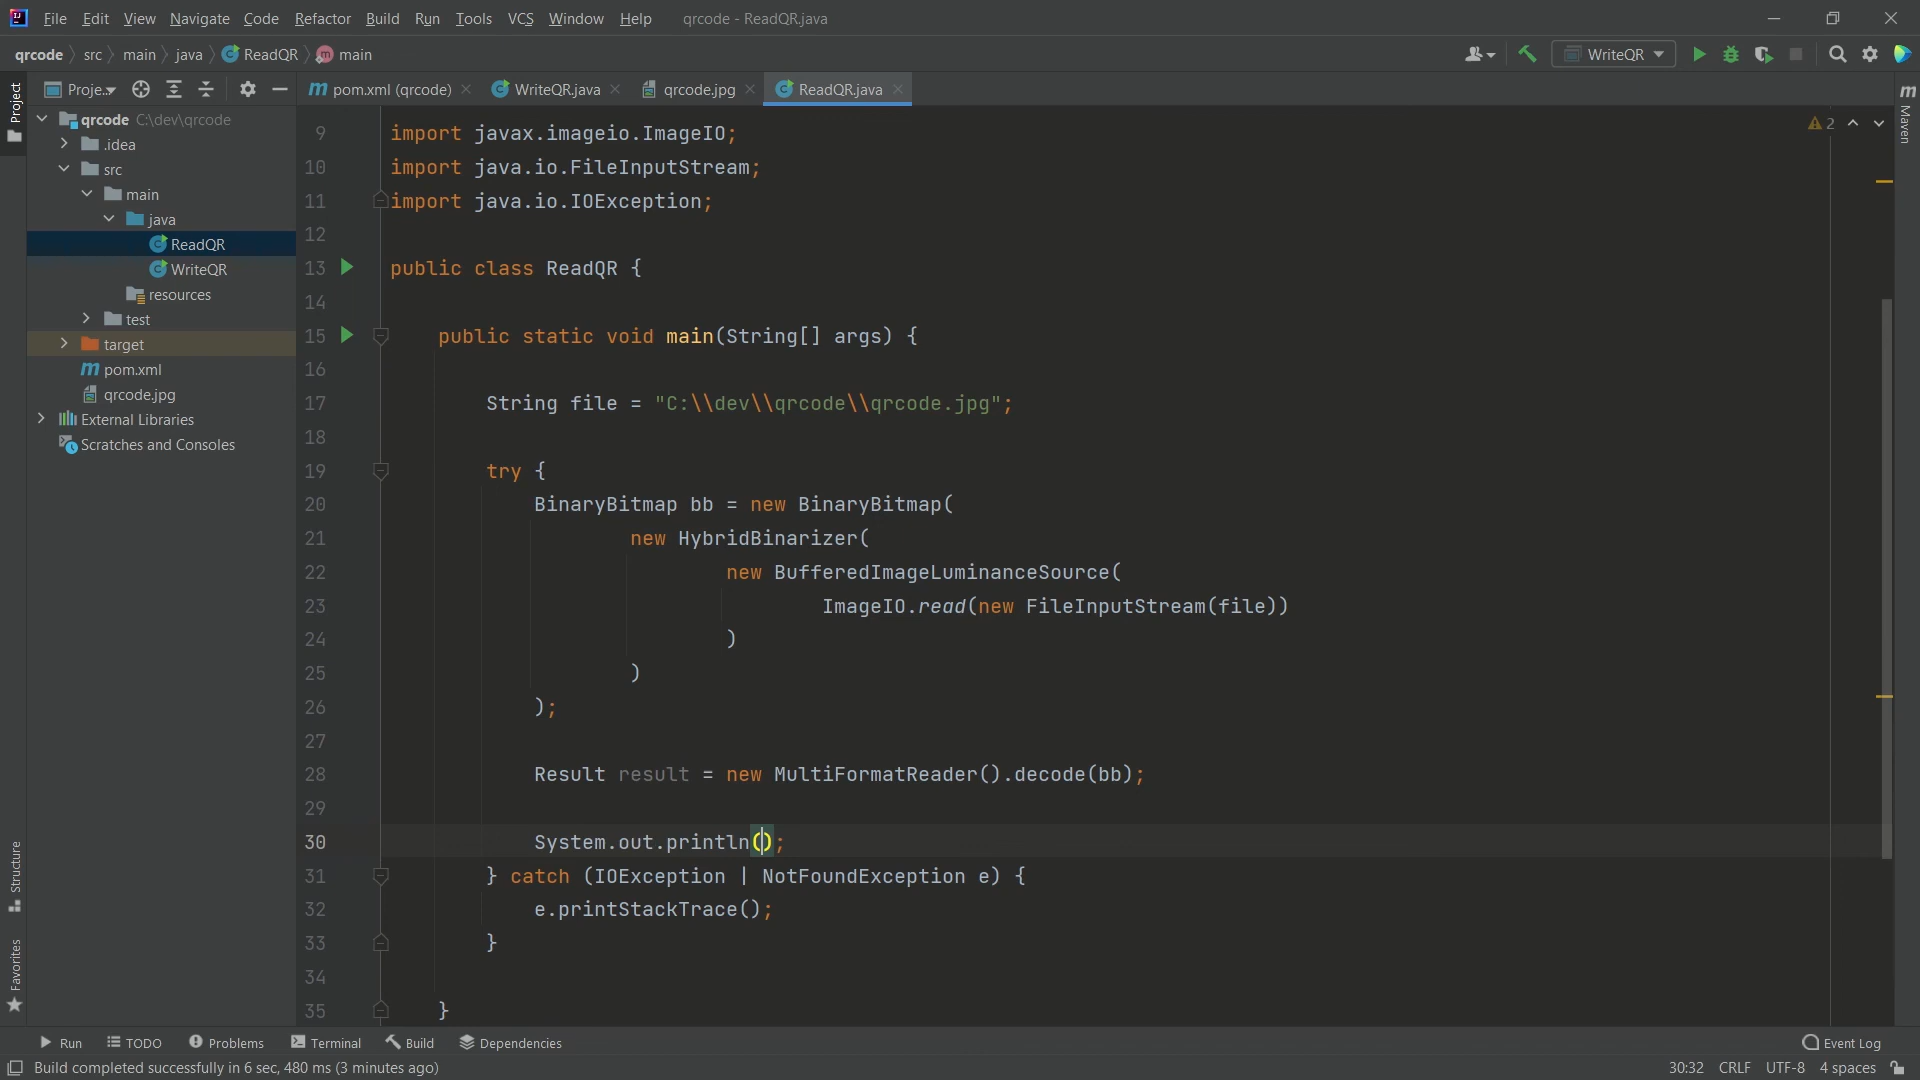 File Edit View Navigate Code Refactor Build Run Tools VCS Window Help qrcode - ReadQR.java
qrcode src main java ReadQR main WriteQR
Proje.. pom.xml (qrcode) WriteQR.java qrcode.jpg ReadQR.java
Project
Maven
qrcode C:\dev\qrcode
.idea
src
main
java
ReadQR
WriteQR
resources
test
target
pom.xml
qrcode.jpg
External Libraries
Scratches and Consoles
2
9 import javax.imageio.ImageIO;
10 import java.io.FileInputStream;
11 import java.io.IOException;
12
13 public class ReadQR {
14
15 public static void main(String[] args) {
16
17 String file = "C:\\dev\\qrcode\\qrcode.jpg";
18
19 try {
20 BinaryBitmap bb = new BinaryBitmap(
21 new HybridBinarizer(
22 new BufferedImageLuminanceSource(
23 ImageIO.read(new FileInputStream(file))
24 )
25 )
26 );
27
28 Result result = new MultiFormatReader().decode(bb);
29
30 System.out.println();
31 } catch (IOException | NotFoundException e) {
32 e.printStackTrace();
33 }
34
35 }
Structure
Favorites
Run TODO Problems Terminal Build Dependencies Event Log
Build completed successfully in 6 sec, 480 ms (3 minutes ago) 30:32 CRLF UTF-8 4 spaces